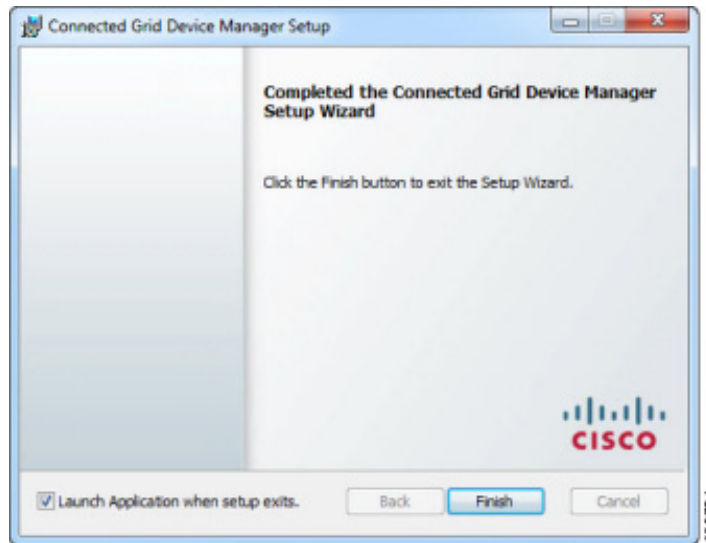 Connected Grid Device Manager Setup
Completed the Connected Grid Device Manager
Setup Wizard
Click the Finish button to exit the Setup Wizard.
CISCO
Launch Application when setup exits.
Back
Finish
Cancel